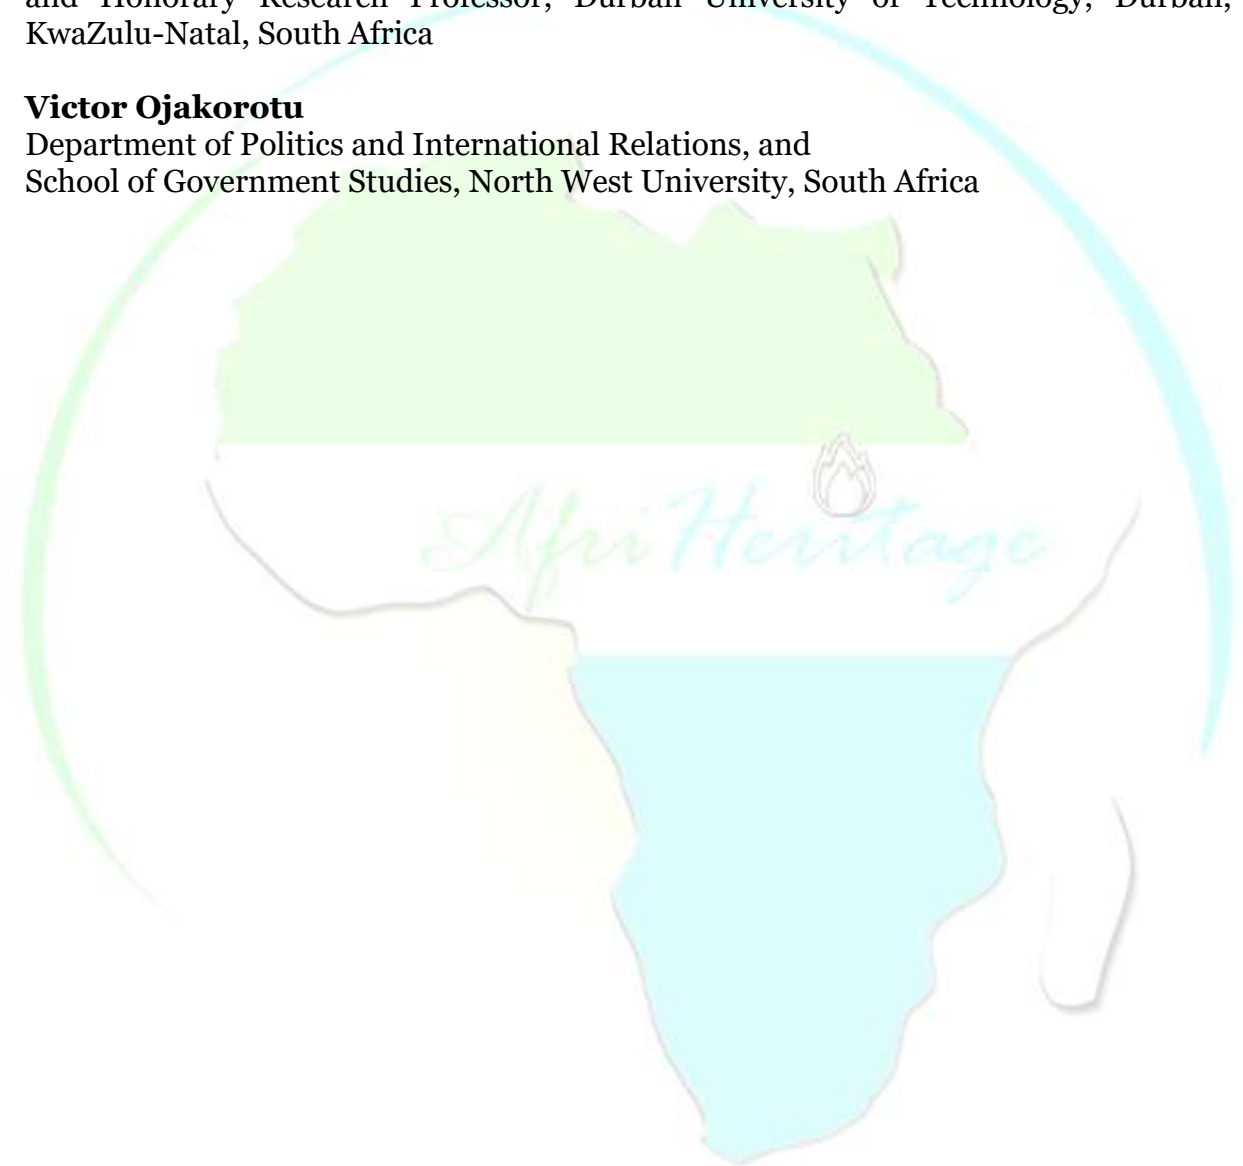 and Honorary Research Professor, Durban University of Technology, Durban,
KwaZulu-Natal, South Africa
Victor Ojakorotu
Department of Politics and International Relations, and
School of Government Studies, North West University, South Africa
AfriHeritage